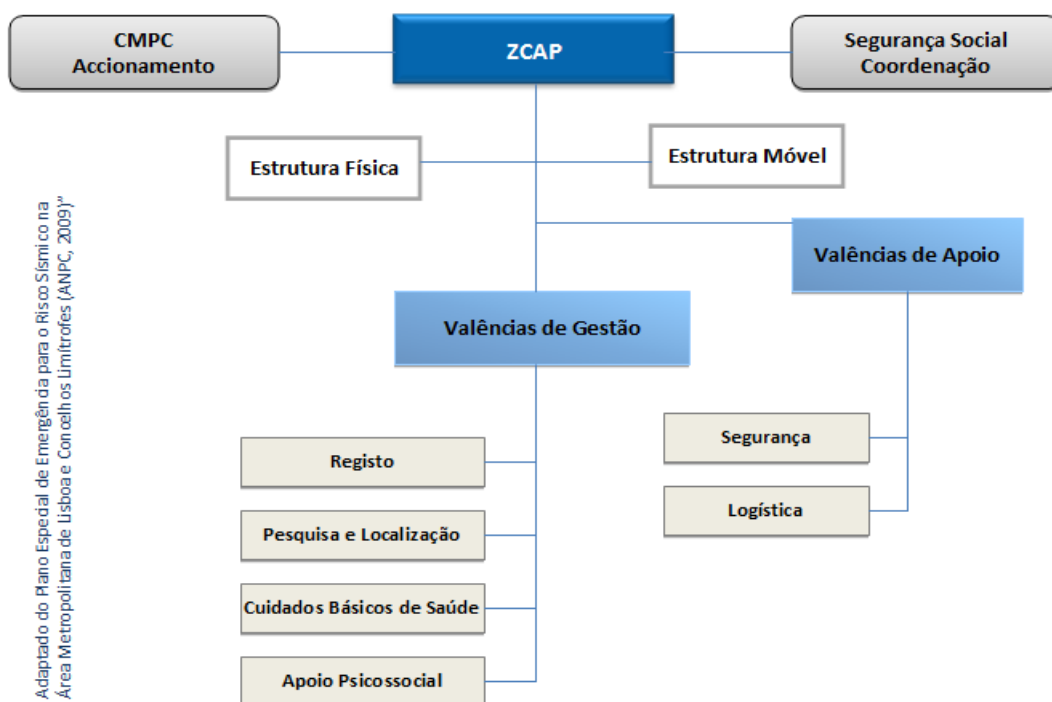 CMPC
Accionamento
ZCAP
Segurança Social
Coordenação
Estrutura Física
Estrutura Móvel
Valências de Apoio
Valências de Gestão
Segurança
Logística
Registo
Pesquisa e Localização
Cuidados Básicos de Saúde
Apoio Psicossocial
Adaptado do Plano Especial de Emergência para o Risco Sísmico na
Área Metropolitana de Lisboa e Concelhos Limítrofes (ANPC, 2009)"